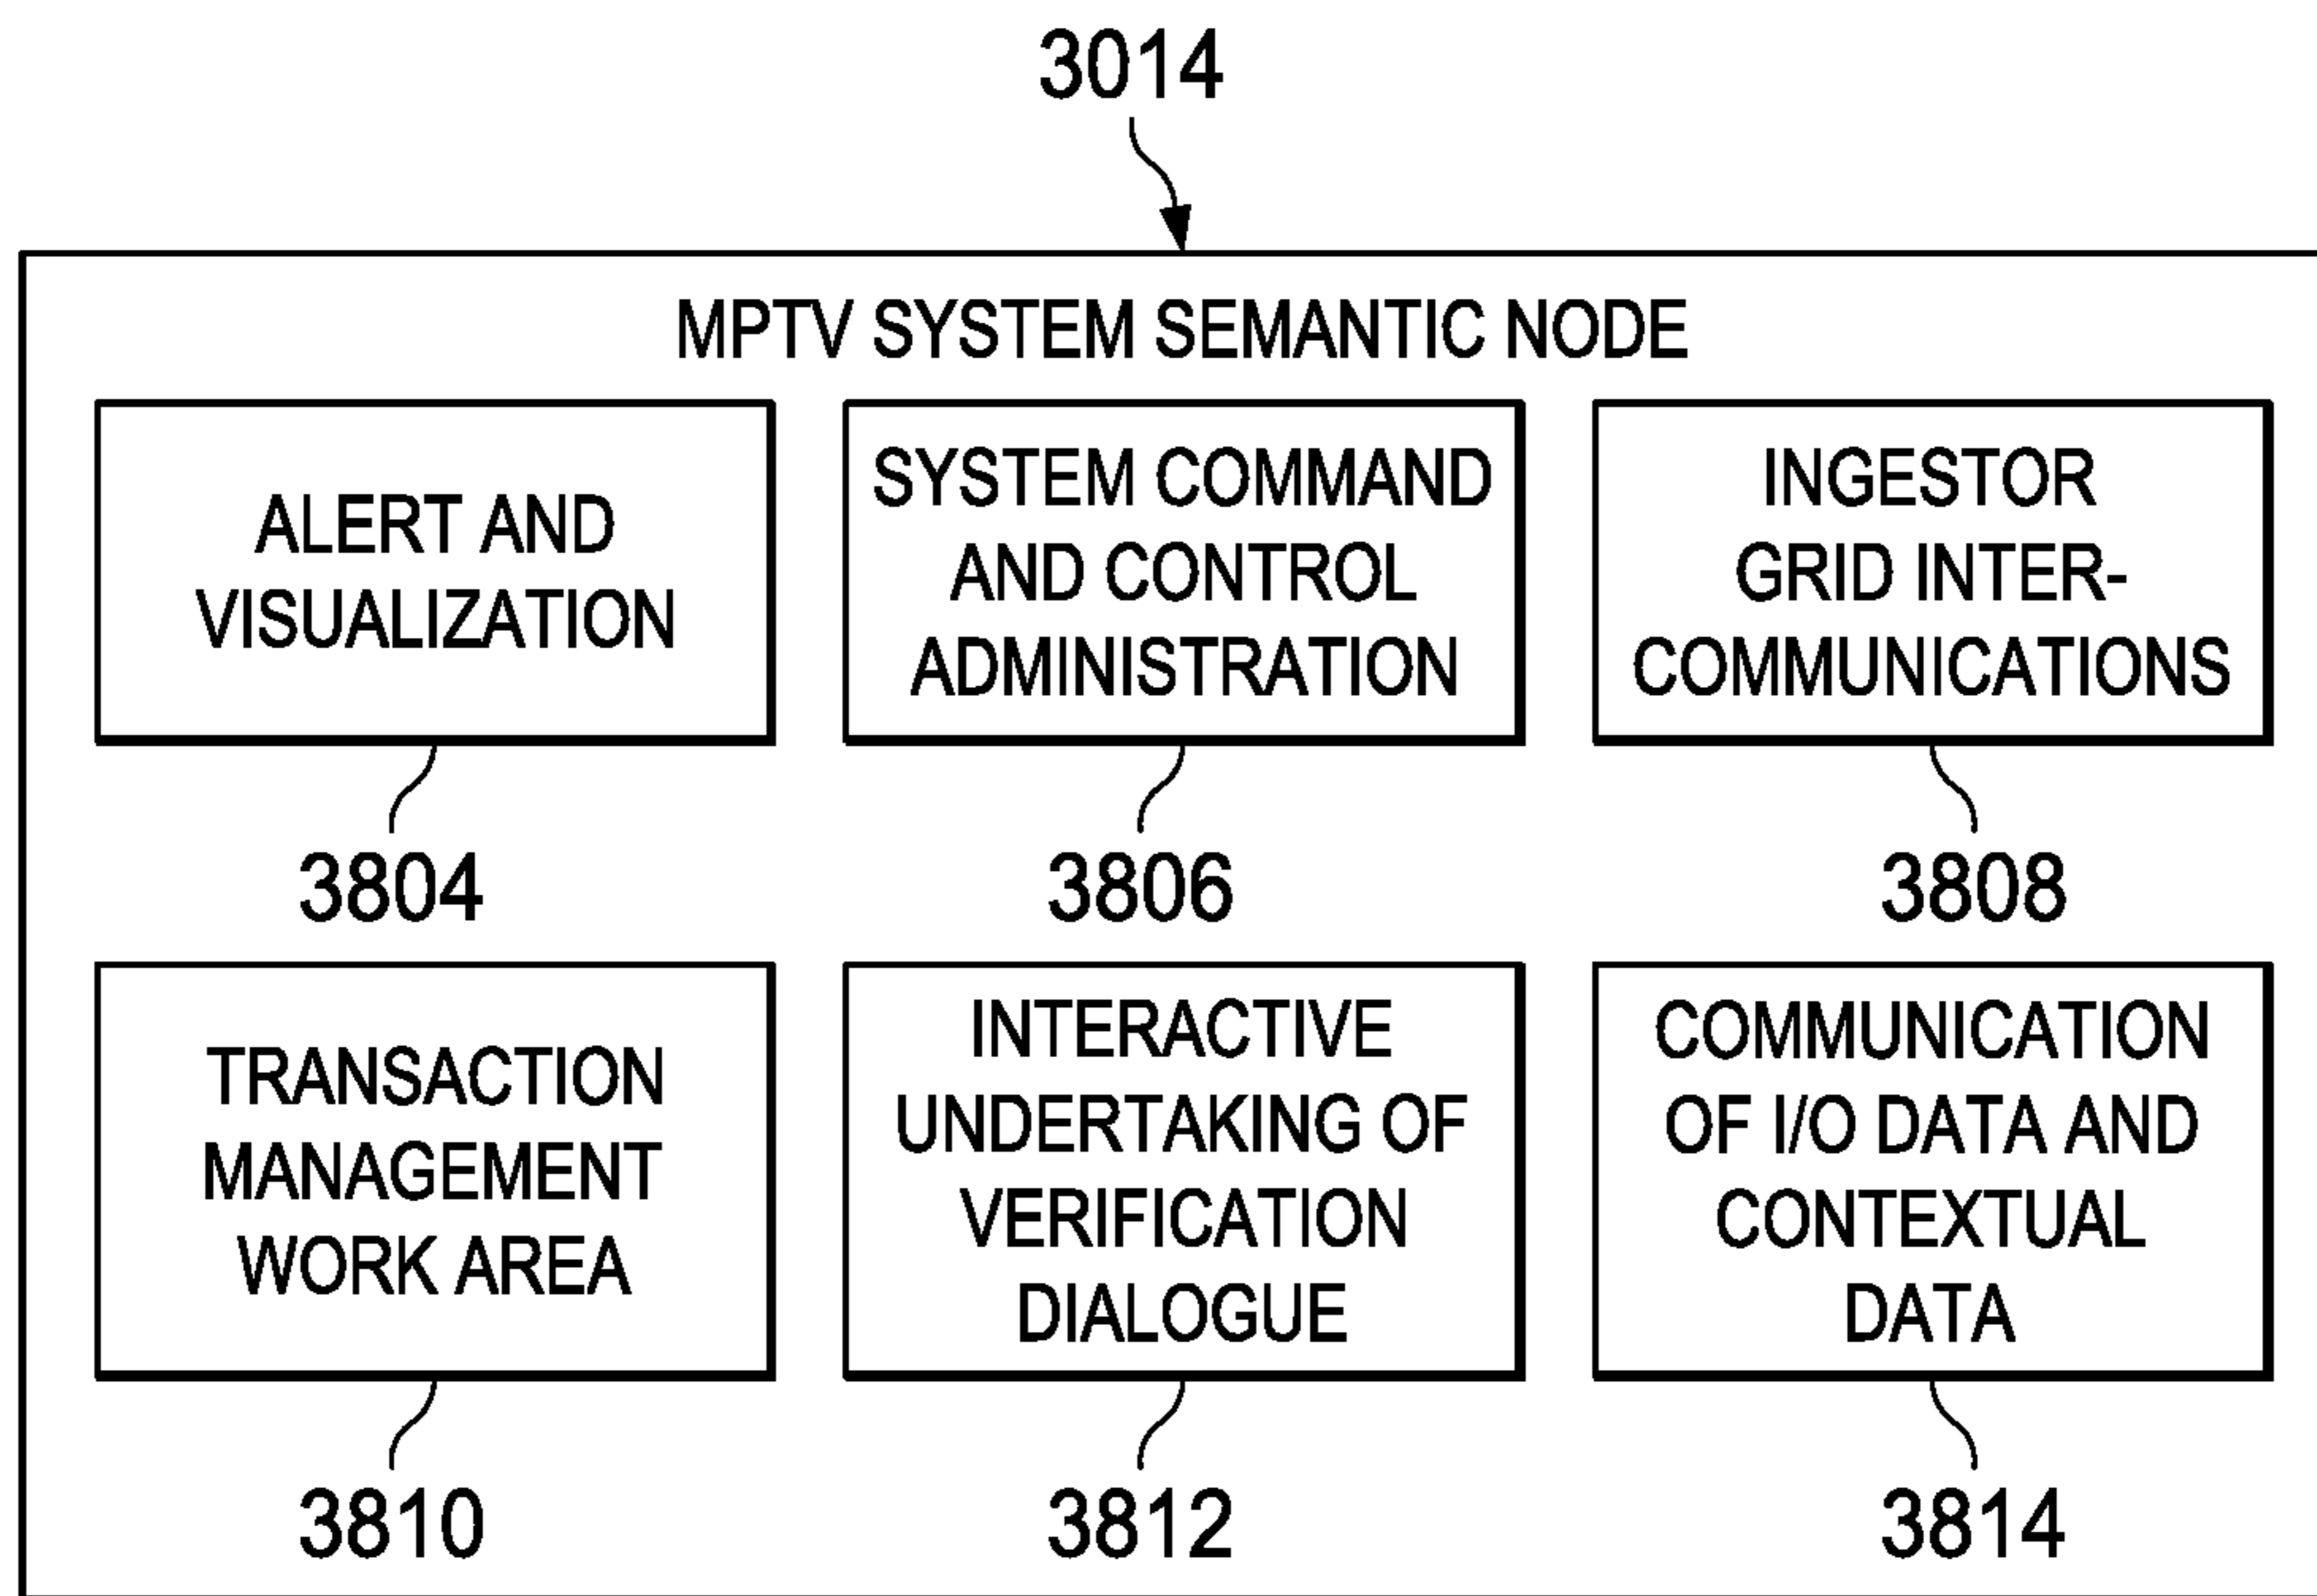 3014
MPTV SYSTEM SEMANTIC NODE
ALERT AND
VISUALIZATION
3804
SYSTEM COMMAND
AND CONTROL
ADMINISTRATION
3806
INGESTOR
GRID INTER-
COMMUNICATIONS
3808
TRANSACTION
MANAGEMENT
WORK AREA
3810
INTERACTIVE
UNDERTAKING OF
VERIFICATION
DIALOGUE
3812
COMMUNICATION
OF I/O DATA AND
CONTEXTUAL
DATA
3814